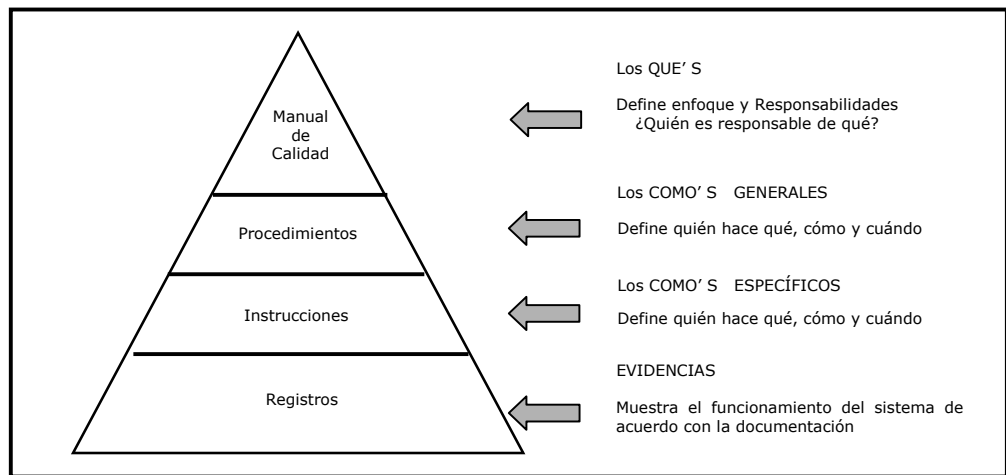 Los QUE’ S
Manual
de
Calidad
Define enfoque y Responsabilidades
¿Quién es responsable de qué?
Los COMO’ S GENERALES
Procedimientos
Define quién hace qué, cómo y cuándo
Los COMO’ S ESPECÍFICOS
Instrucciones
Define quién hace qué, cómo y cuándo
EVIDENCIAS
Registros
Muestra el funcionamiento del sistema de
acuerdo con la documentación